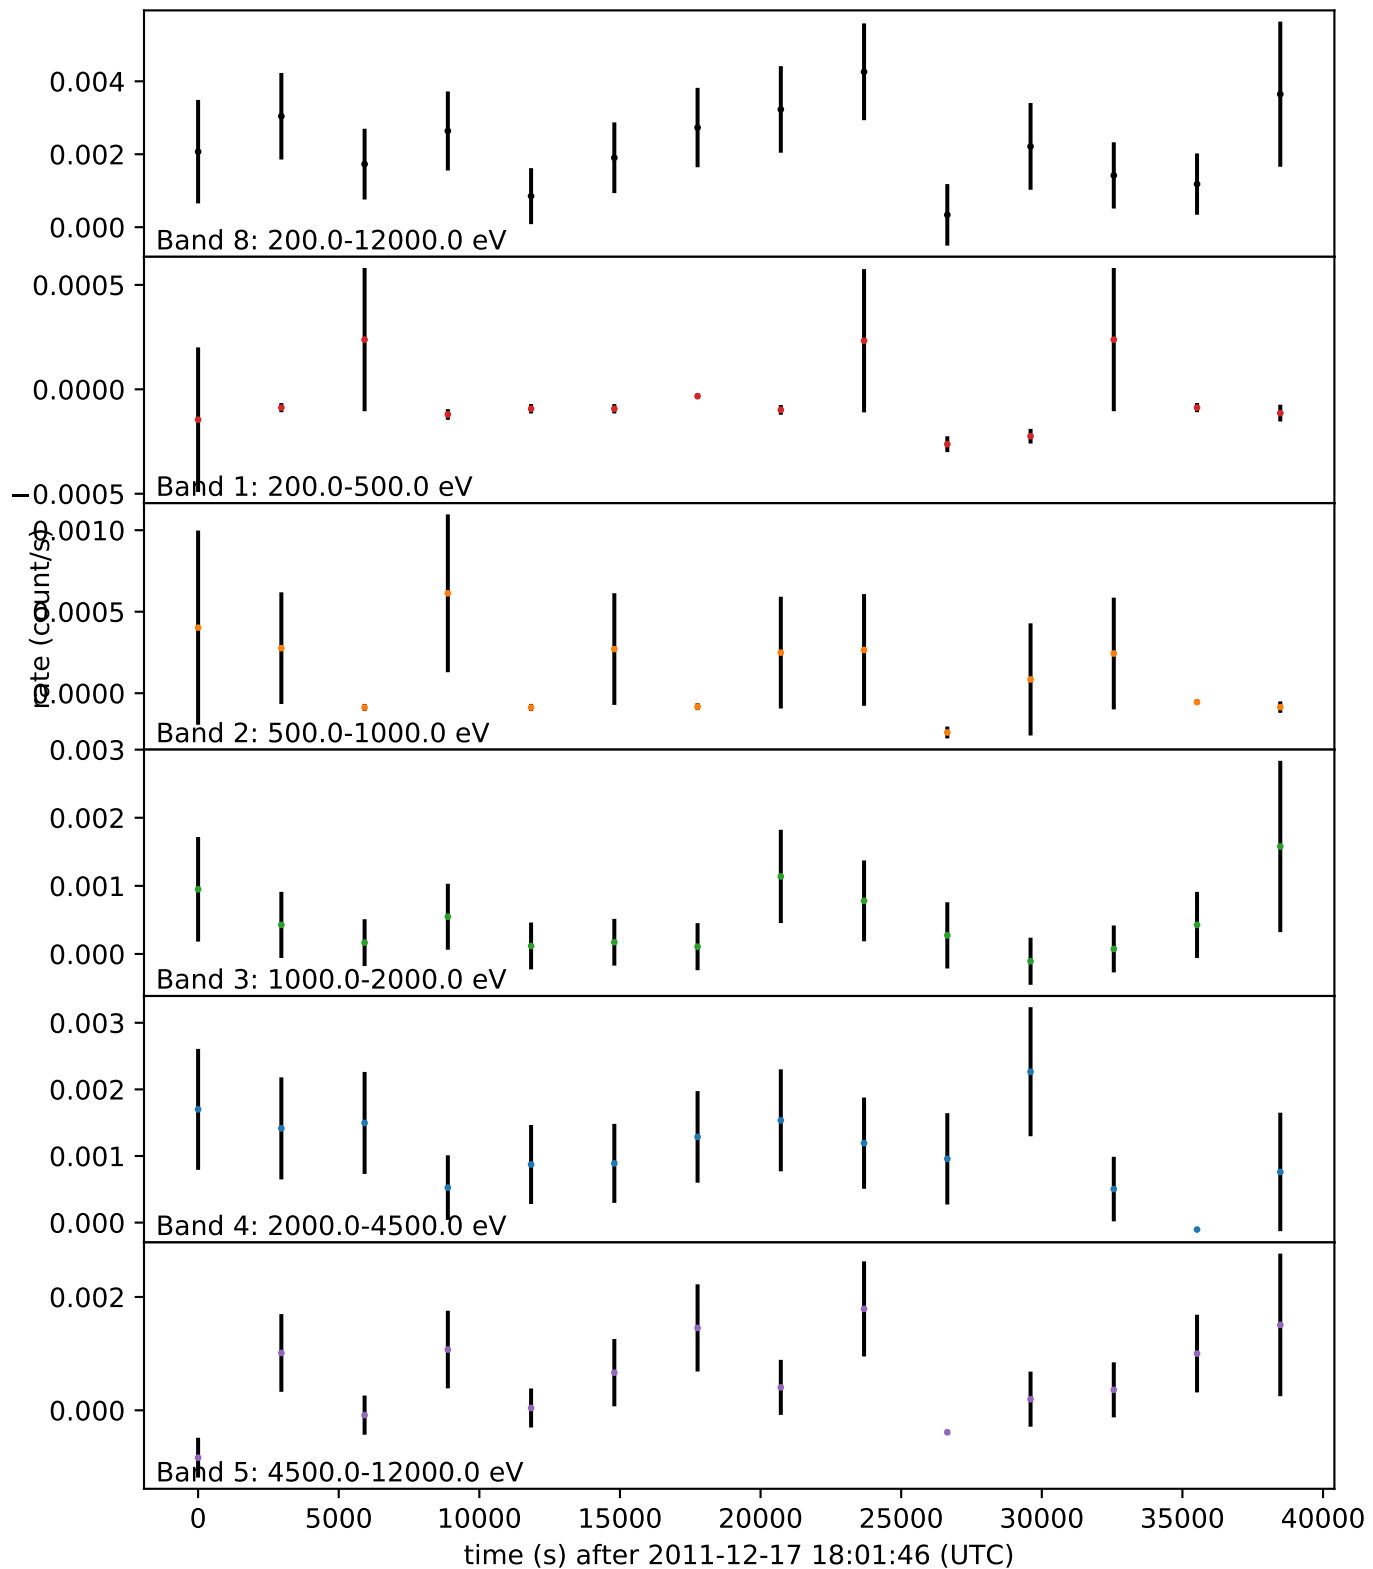 0.004
0.002
0.000
Band 8: 200.0-12000.0 eV
0.0005
0.0000
−0.0005
Band 1: 200.0-500.0 eV
rate (count/s)
0.0010
0.0005
0.0000
Band 2: 500.0-1000.0 eV
0.003
0.002
0.001
0.000
Band 3: 1000.0-2000.0 eV
0.003
0.002
0.001
0.000
Band 4: 2000.0-4500.0 eV
0.002
0.000
Band 5: 4500.0-12000.0 eV
0 5000 10000 15000 20000 25000 30000 35000 40000
time (s) after 2011-12-17 18:01:46 (UTC)